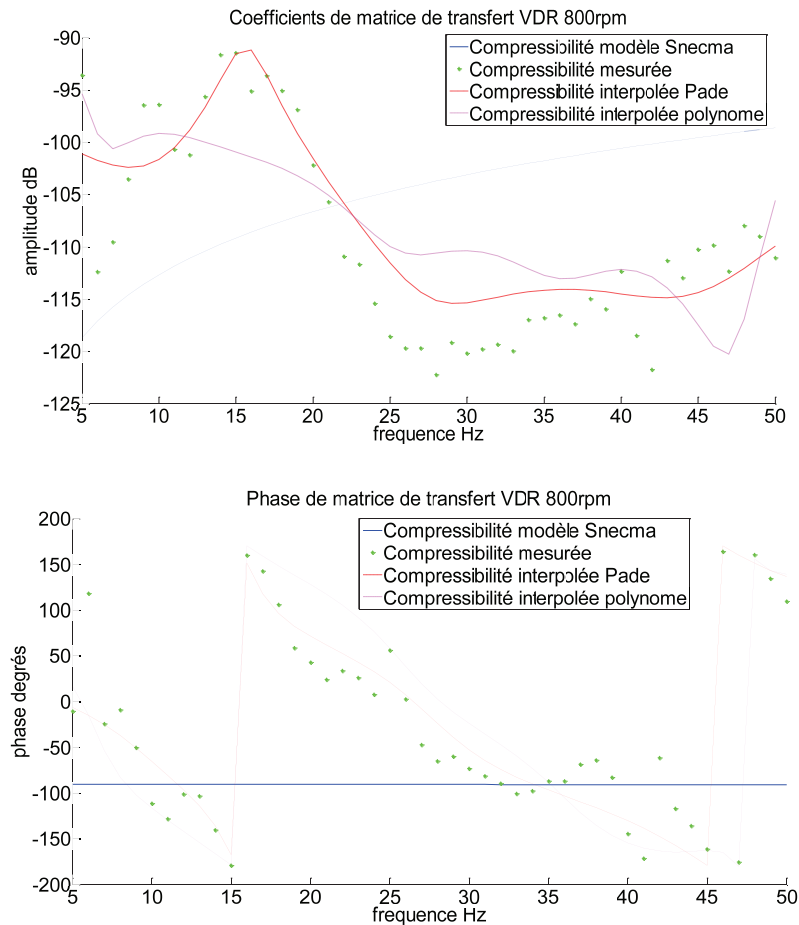 Coefficients de matrice de transfert VDR 800rpm
-90
-95
-100
-105
-110
-115
-120
-125
amplitude dB
Compressibilité modèle Snecma
Compressibilité mesurée
Compressibilité interpolée Pade
Compressibilité interpolée polynome
5 10 15 20 25 30 35 40 45 50
frequence Hz
Phase de matrice de transfert VDR 800rpm
200
150
100
50
0
-50
-100
-150
-200
phase degrés
Compressibilité modèle Snecma
Compressibilité mesurée
Compressibilité interpolée Pade
Compressibilité interpolée polynome
5 10 15 20 25 30 35 40 45 50
frequence Hz